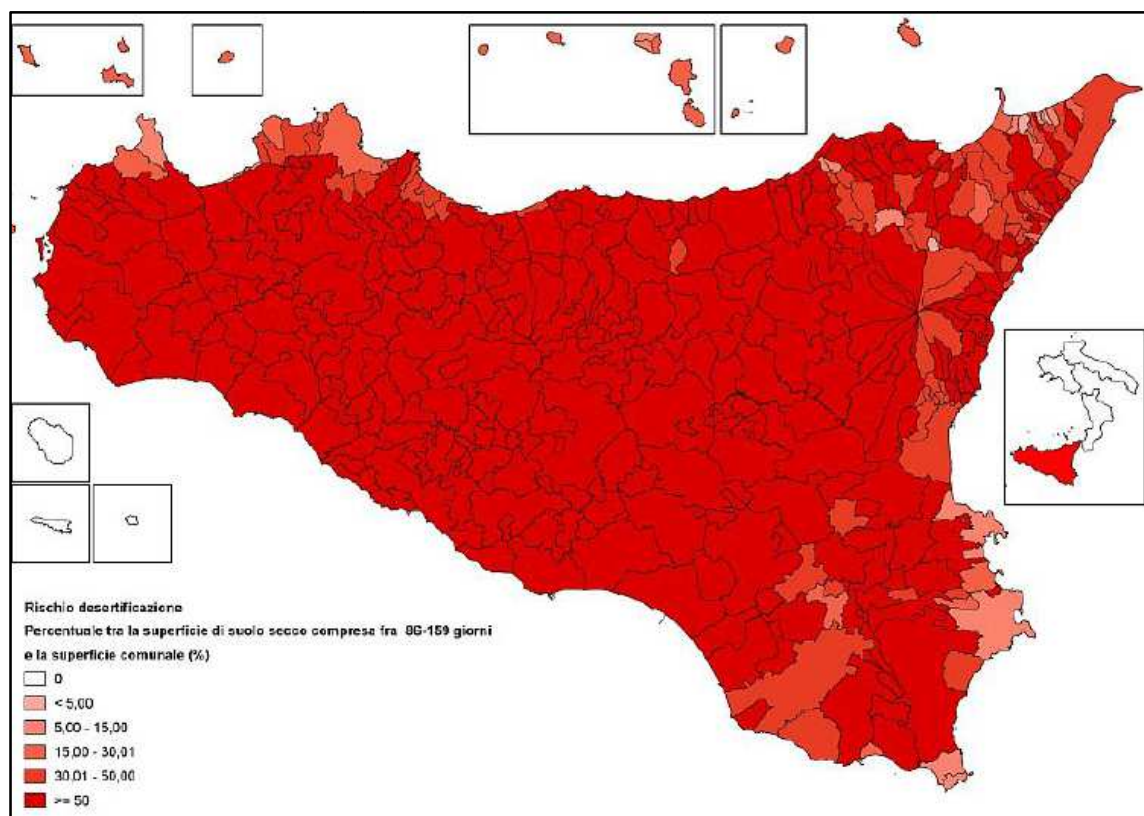 Rischio desertificazione
Percentuale tra la superficie di suolo secco compresa fra 86-159 giorni
e la superficie comunale (%)
0
< 5,00
5,00 - 15,00
15,00 - 30,01
30,01 - 50,00
>= 50